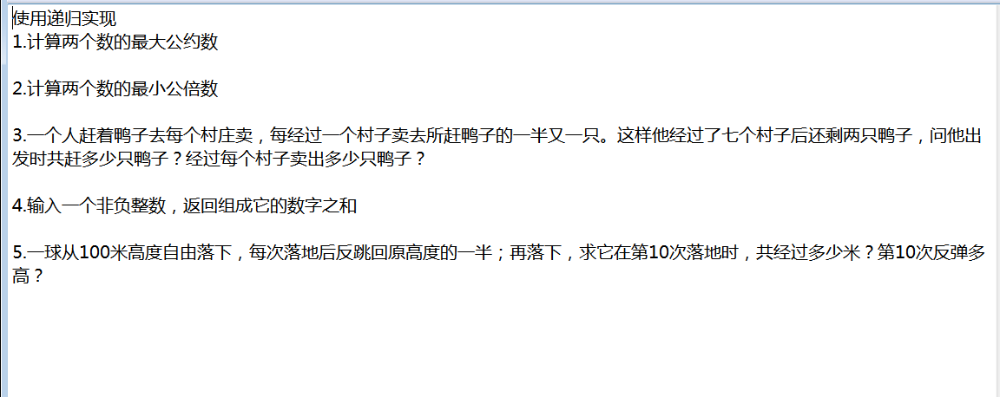 使用递归实现
1.计算两个数的最大公约数
2.计算两个数的最小公倍数
3.一个人赶着鸭子去每个村庄卖，每经过一个村子卖去所赶鸭子的一半又一只。这样他经过了七个村子后还剩两只鸭子，问他出
发时共赶多少只鸭子？经过每个村子卖出多少只鸭子？
4.输入一个非负整数，返回组成它的数字之和
5.一球从100米高度自由落下，每次落地后反跳回原高度的一半；再落下，求它在第10次落地时，共经过多少米？第10次反弹多
高？